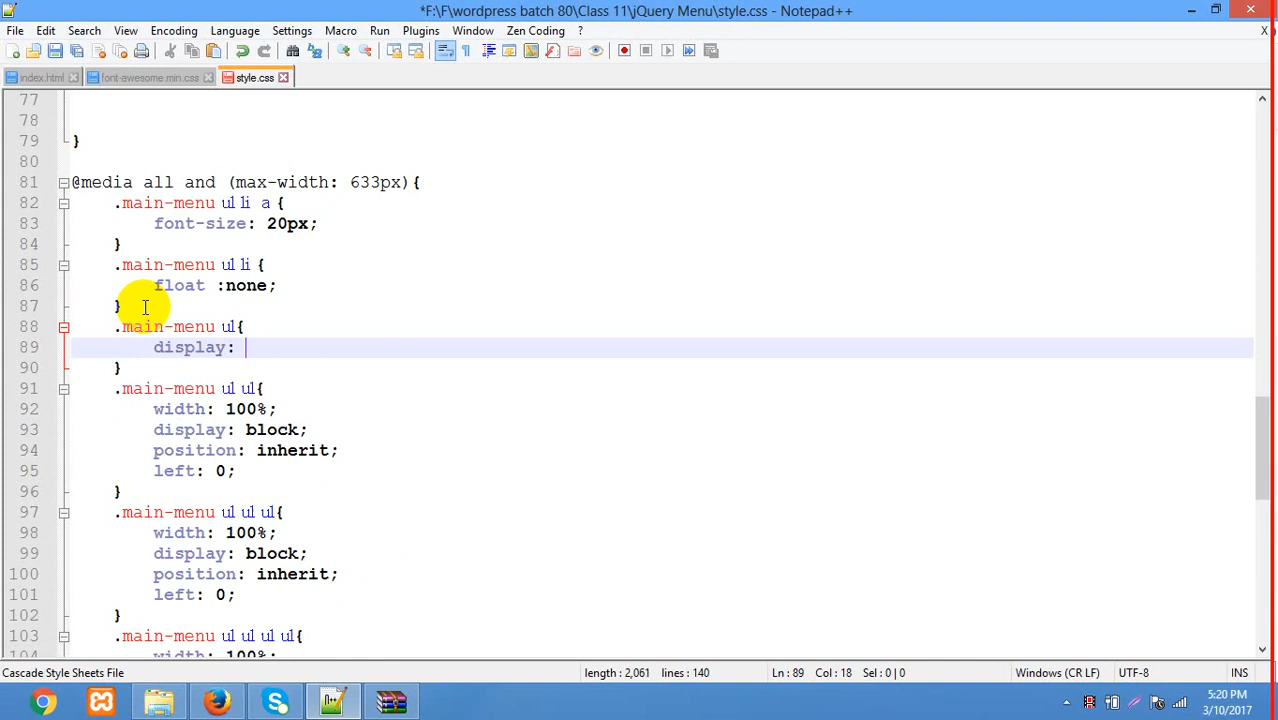 *F:\F\wordpress batch 80\Class 11\jQuery Menu\style.css - Notepad++
File Edit Search View Encoding Language Settings Macro Run Plugins Window Zen Coding ? X
index.html font-awesome.min.css style.css
77
78
79 }
80
81 @media all and (max-width: 633px){
82 .main-menu ul li a {
83 font-size: 20px;
84 }
85 .main-menu ul li {
86 float :none;
87 }
88 .main-menu ul{
89 display:
90 }
91 .main-menu ul ul{
92 width: 100%;
93 display: block;
94 position: inherit;
95 left: 0;
96 }
97 .main-menu ul ul ul{
98 width: 100%;
99 display: block;
100 position: inherit;
101 left: 0;
102 }
103 .main-menu ul ul ul ul{
104 width: 100%;
Cascade Style Sheets File length : 2,061 lines : 140 Ln : 89 Col : 18 Sel : 0 | 0 Windows (CR LF) UTF-8 INS
5:20 PM
3/10/2017